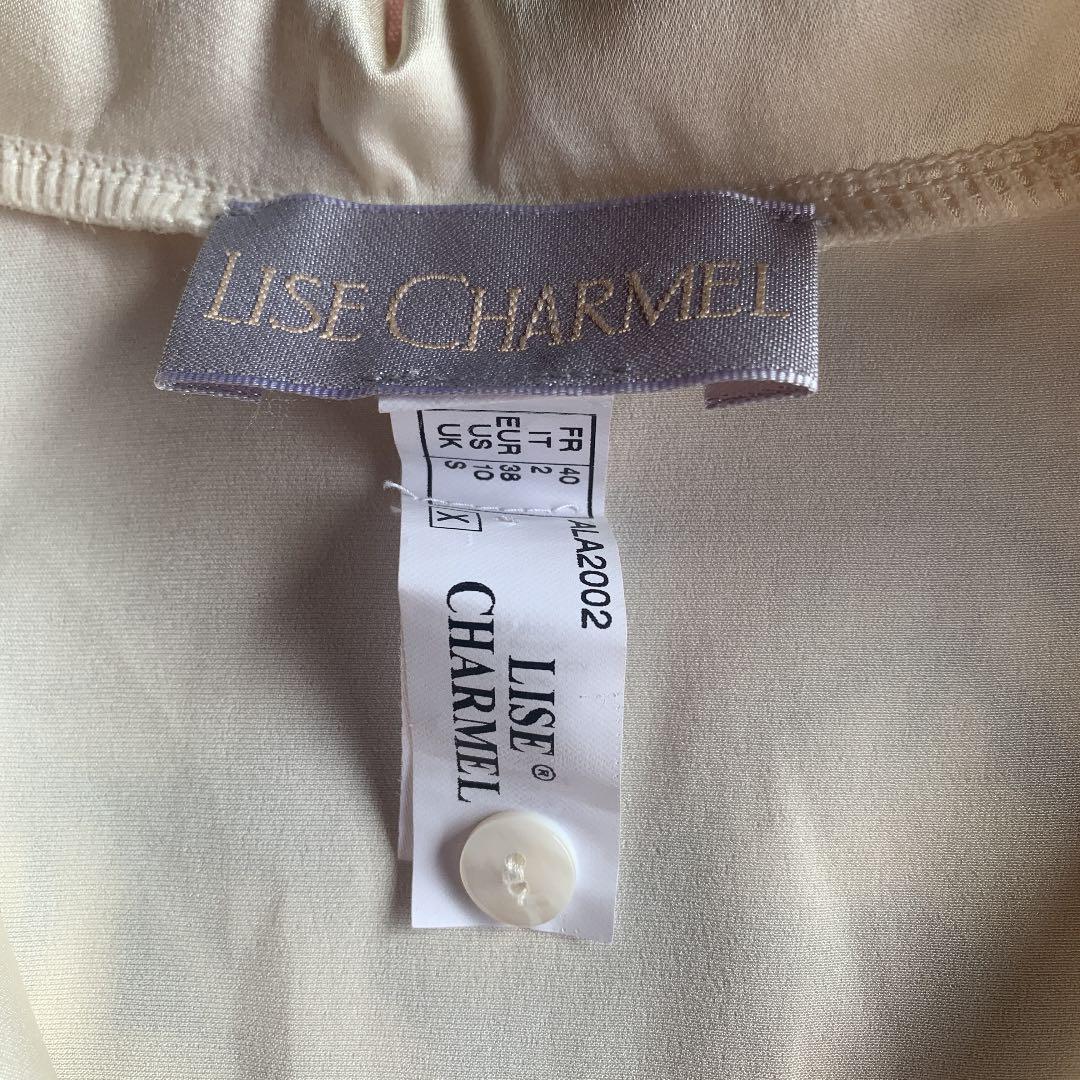 LISE CHARMEL
FR 40
IT 2
EUR 38
US 10
UK S
X
ALA2002
LISE®
CHARMEL